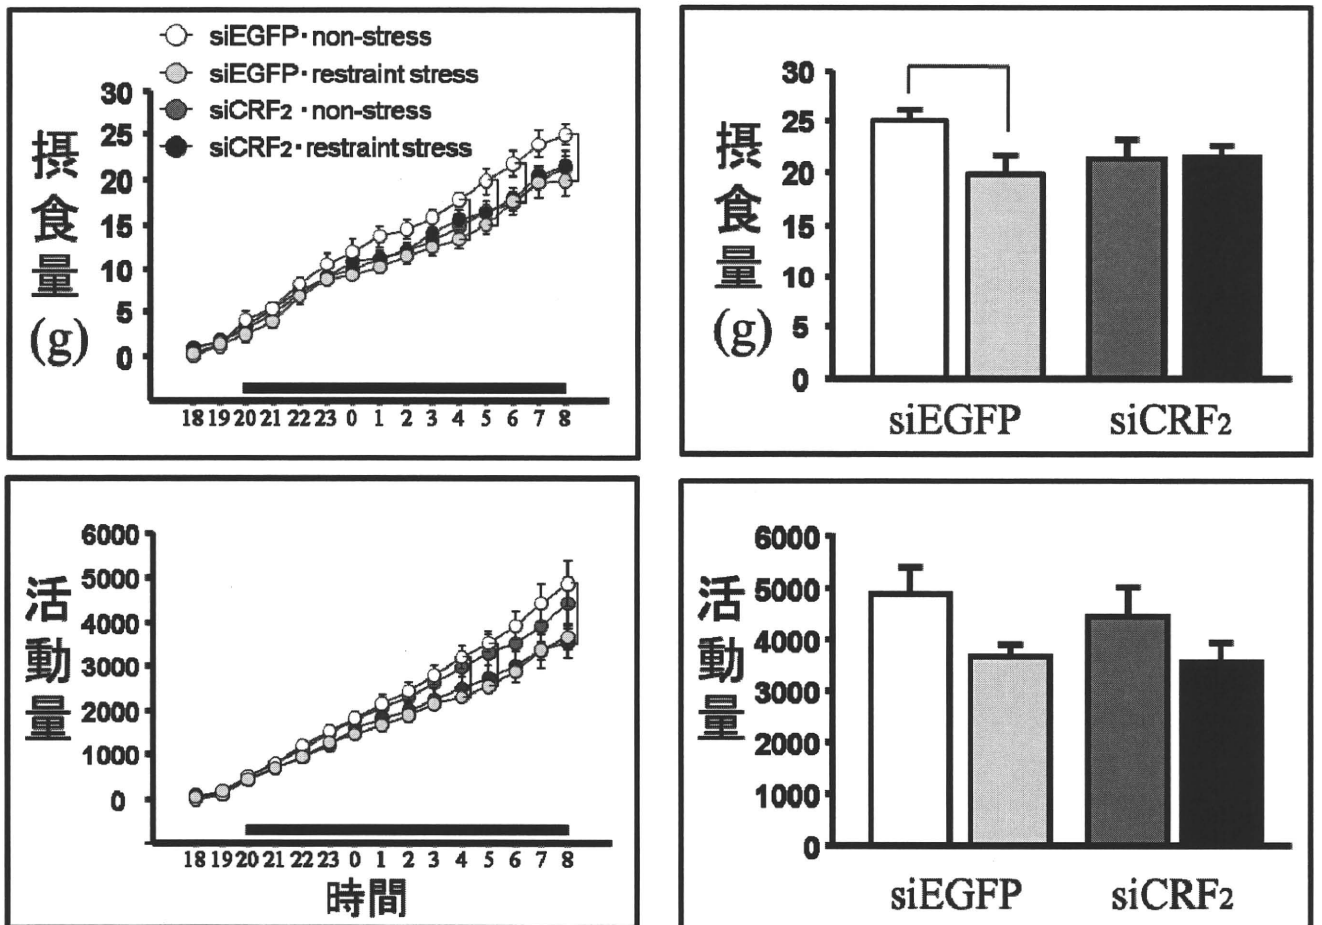 siEGFP・non-stress
siEGFP・restraint stress
siCRF2・non-stress
siCRF2・restraint stress
摂食量(g)
30
25
20
15
10
5
0
18 19 20 21 22 23 0 1 2 3 4 5 6 7 8
摂食量(g)
30
25
20
15
10
5
0
siEGFP siCRF2
活動量
6000
5000
4000
3000
2000
1000
0
18 19 20 21 22 23 0 1 2 3 4 5 6 7 8
時間
活動量
6000
5000
4000
3000
2000
1000
0
siEGFP siCRF2